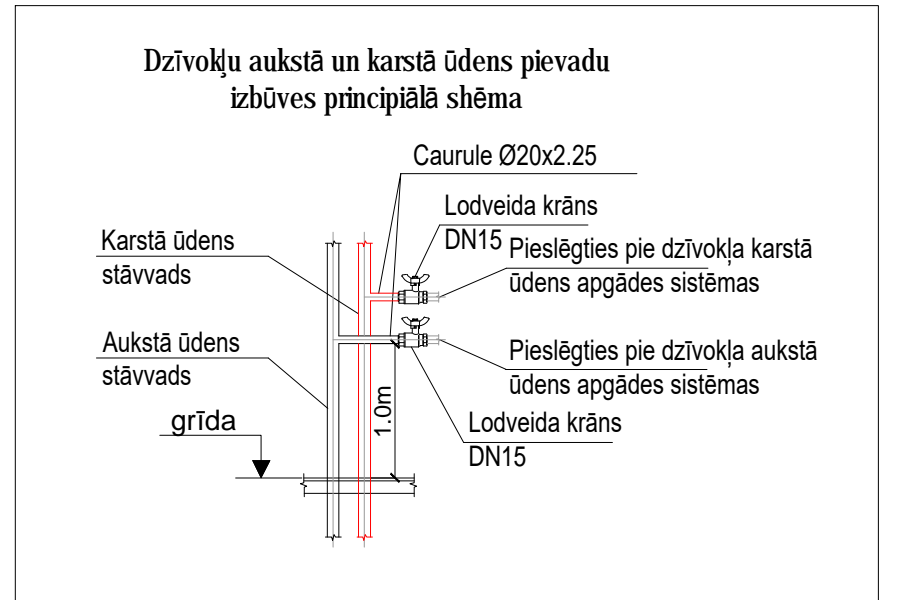 Dzīvokļu aukstā un karstā ūdens pievadu
izbūves principiālā shēma
Caurule Ø20x2.25
Lodveida krāns
DN15
Karstā ūdens
stāvvads
Pieslēgties pie dzīvokļa karstā
ūdens apgādes sistēmas
Aukstā ūdens
stāvvads
Pieslēgties pie dzīvokļa aukstā
ūdens apgādes sistēmas
grīda
1.0m
Lodveida krāns
DN15